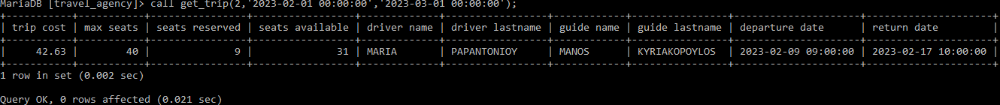 MariaDB [travel_agency]> call get_trip(2,'2023-02-01 00:00:00','2023-03-01 00:00:00');
+-----------+-----------+----------------+-----------------+-------------+-----------------+------------+----------------+---------------------+---------------------+
| trip cost | max seats | seats reserved | seats available | driver name | driver lastname | guide name | guide lastname | departure date      | return date         |
+-----------+-----------+----------------+-----------------+-------------+-----------------+------------+----------------+---------------------+---------------------+
|     42.63 |        40 |              9 |              31 | MARIA       | PAPANTONIOY     | MANOS      | KYRIAKOPOYLOS  | 2023-02-09 09:00:00 | 2023-02-17 10:00:00 |
+-----------+-----------+----------------+-----------------+-------------+-----------------+------------+----------------+---------------------+---------------------+
1 row in set (0.002 sec)
Query OK, 0 rows affected (0.021 sec)